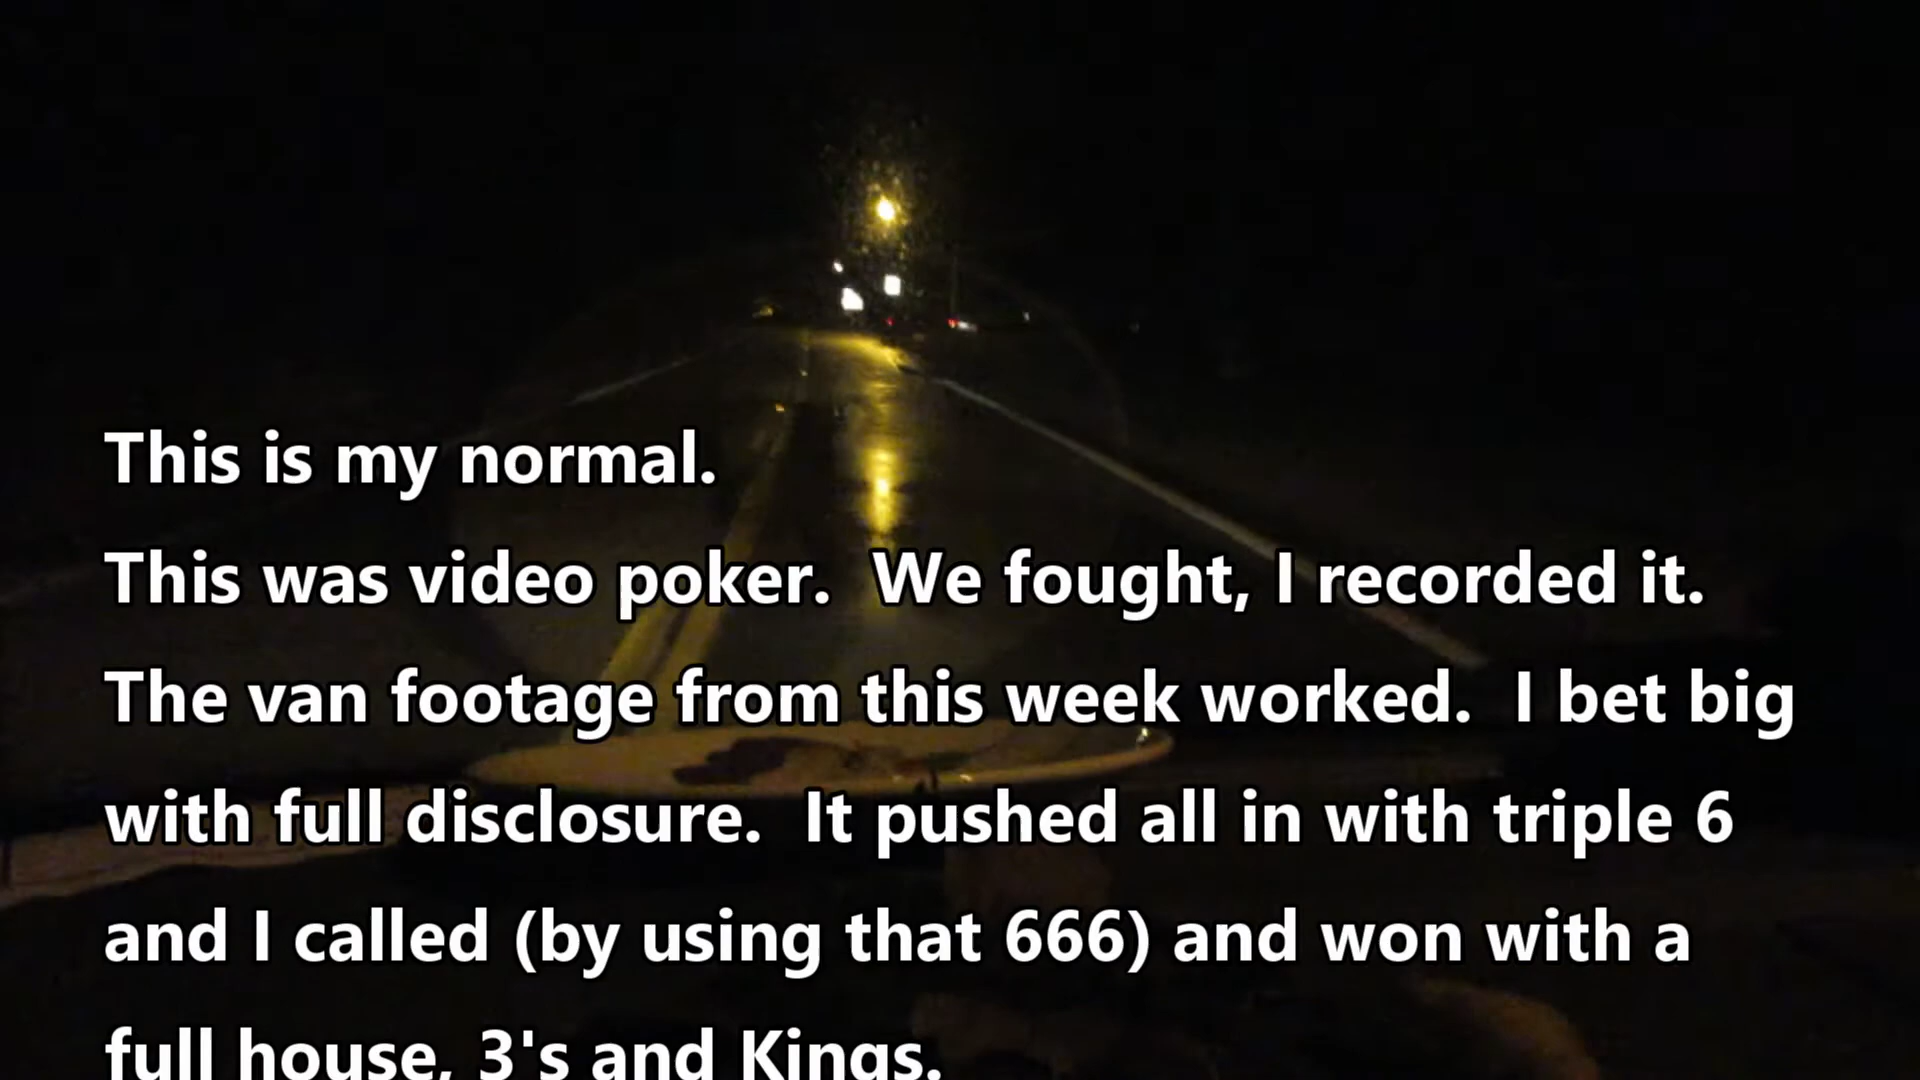 This is my normal.
This was video poker.  We fought, I recorded it.
The van footage from this week worked.  I bet big
with full disclosure.  It pushed all in with triple 6
and I called (by using that 666) and won with a
full house, 3's and Kings.